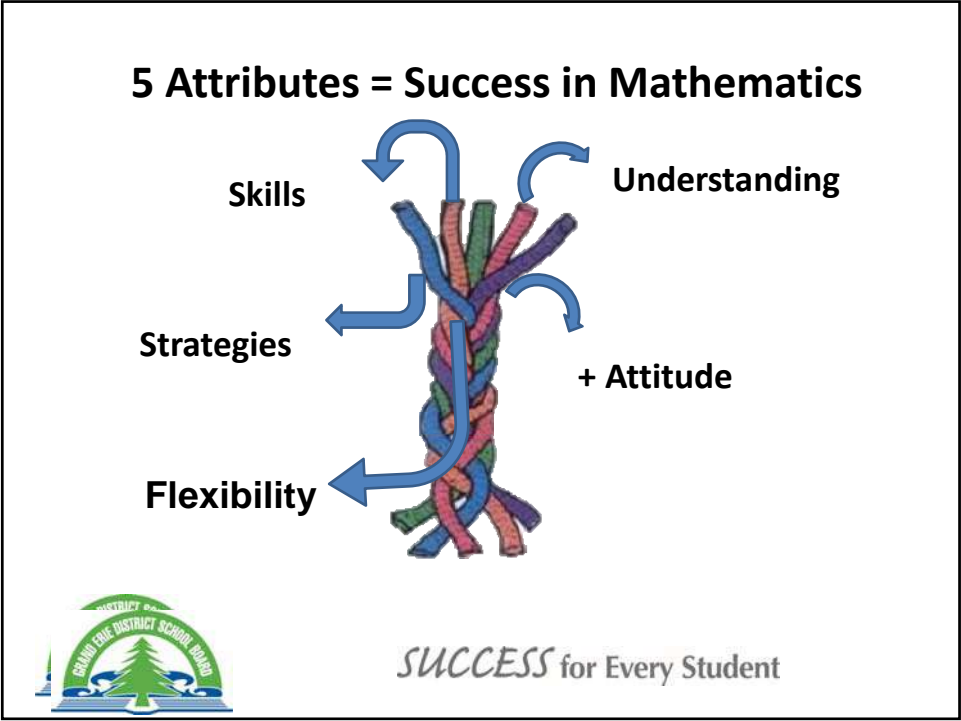 5 Attributes = Success in Mathematics
Skills
Understanding
Strategies
+ Attitude
Flexibility
GRAND ERIE DISTRICT SCHOOL BOARD
SUCCESS for Every Student